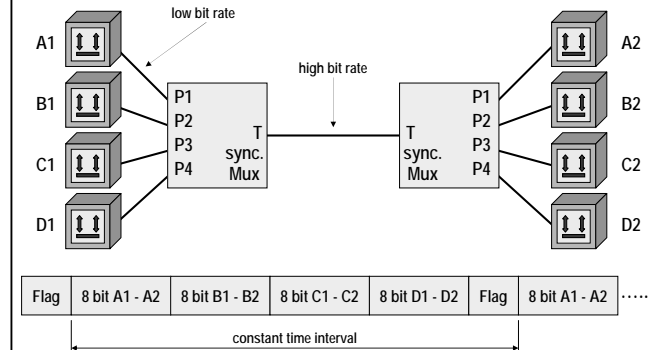 low bit rate
A1
A2
high bit rate
B1
P1
P1
B2
P2
P2
T
T
P3
P3
sync.
sync.
C1
P4
P4
C2
Mux
Mux
D1
D2
Flag 8 bit A1 - A2 8 bit B1 - B2 8 bit C1 - C2 8 bit D1 - D2 Flag 8 bit A1 - A2 .....
constant time interval